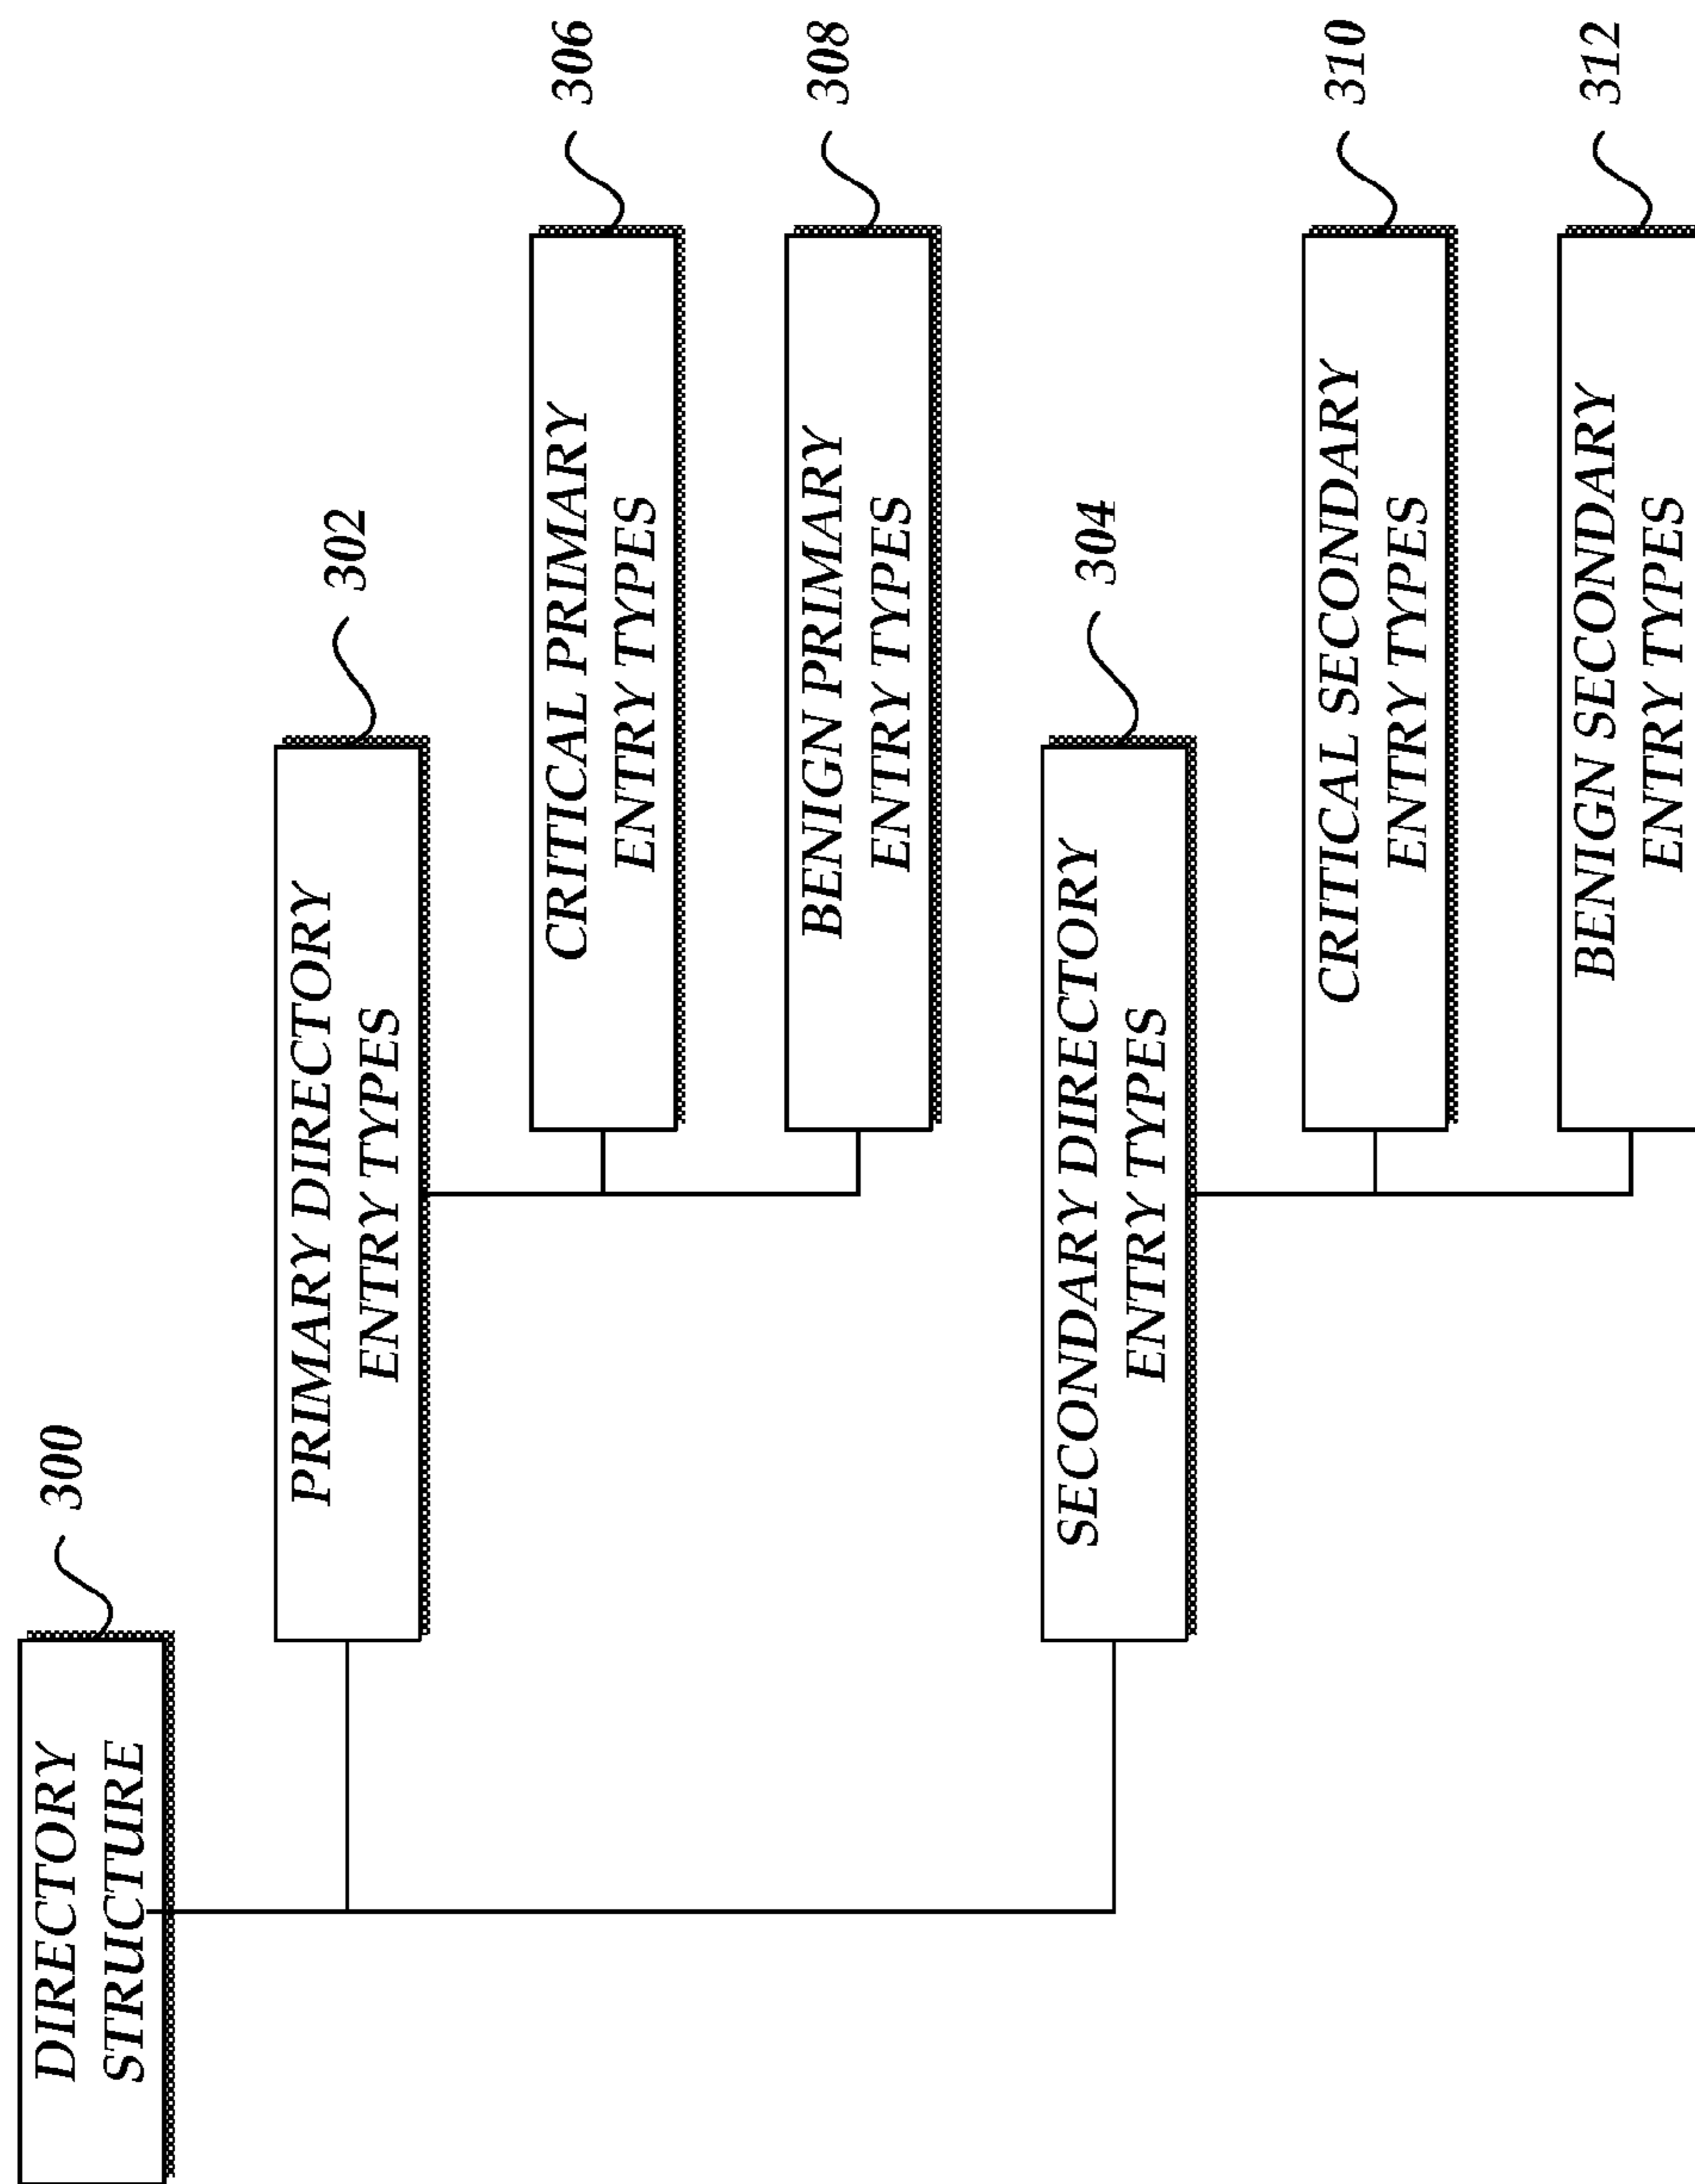 DIRECTORY
STRUCTURE
300
PRIMARY DIRECTORY
ENTRY TYPES
302
CRITICAL PRIMARY
ENTRY TYPES
306
BENIGN PRIMARY
ENTRY TYPES
308
SECONDARY DIRECTORY
ENTRY TYPES
304
CRITICAL SECONDARY
ENTRY TYPES
310
BENIGN SECONDARY
ENTRY TYPES
312